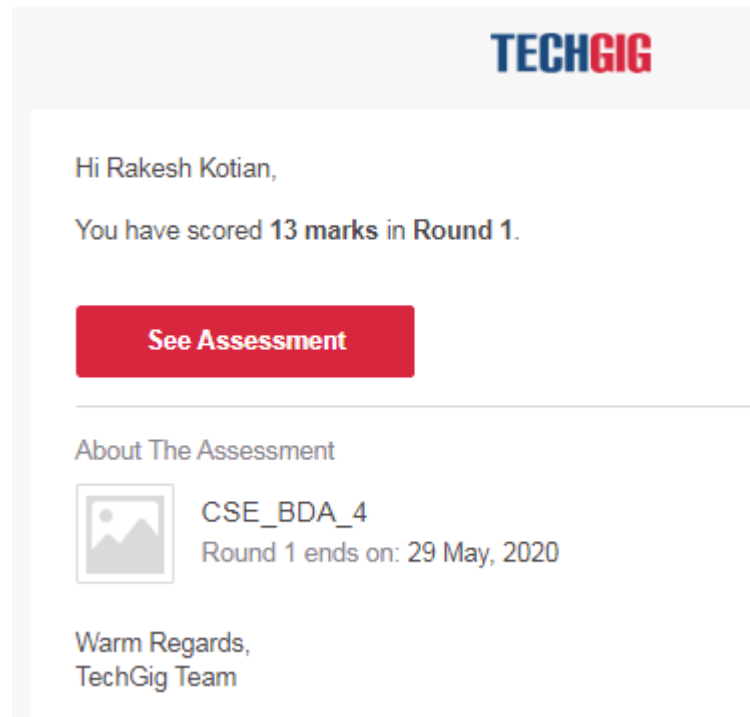 TECHGIG
Hi Rakesh Kotian,
You have scored 13 marks in Round 1.
See Assessment
About The Assessment
CSE_BDA_4
Round 1 ends on: 29 May, 2020
Warm Regards,
TechGig Team